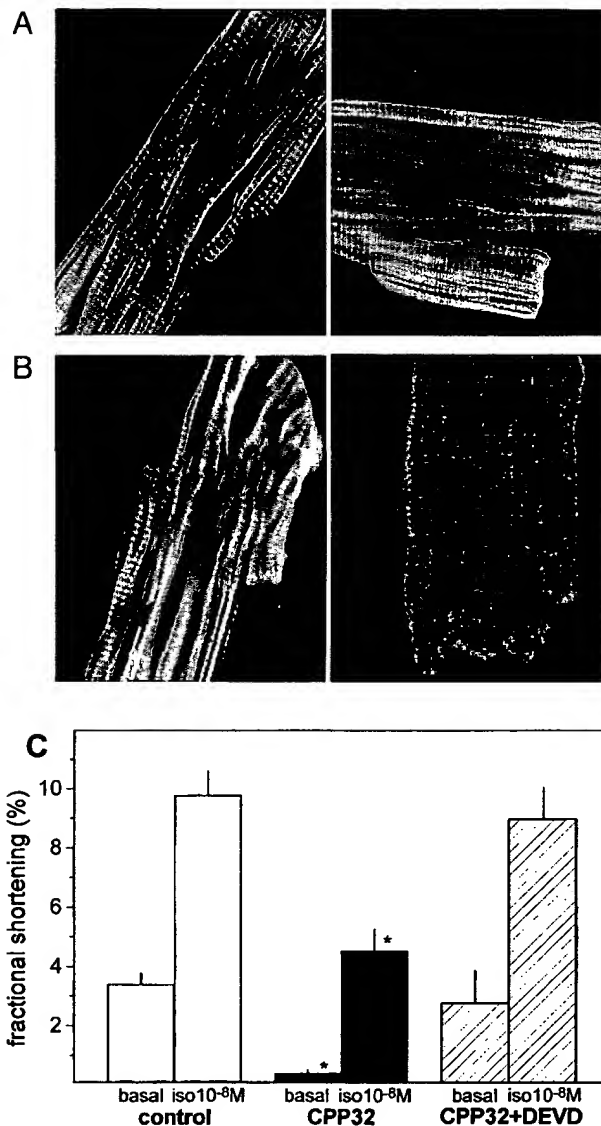 A
B
C
fractional shortening (%)
10
8
6
4
2
*
*
basal iso10⁻⁸M basal iso10⁻⁸M basal iso10⁻⁸M
control CPP32 CPP32+DEVD